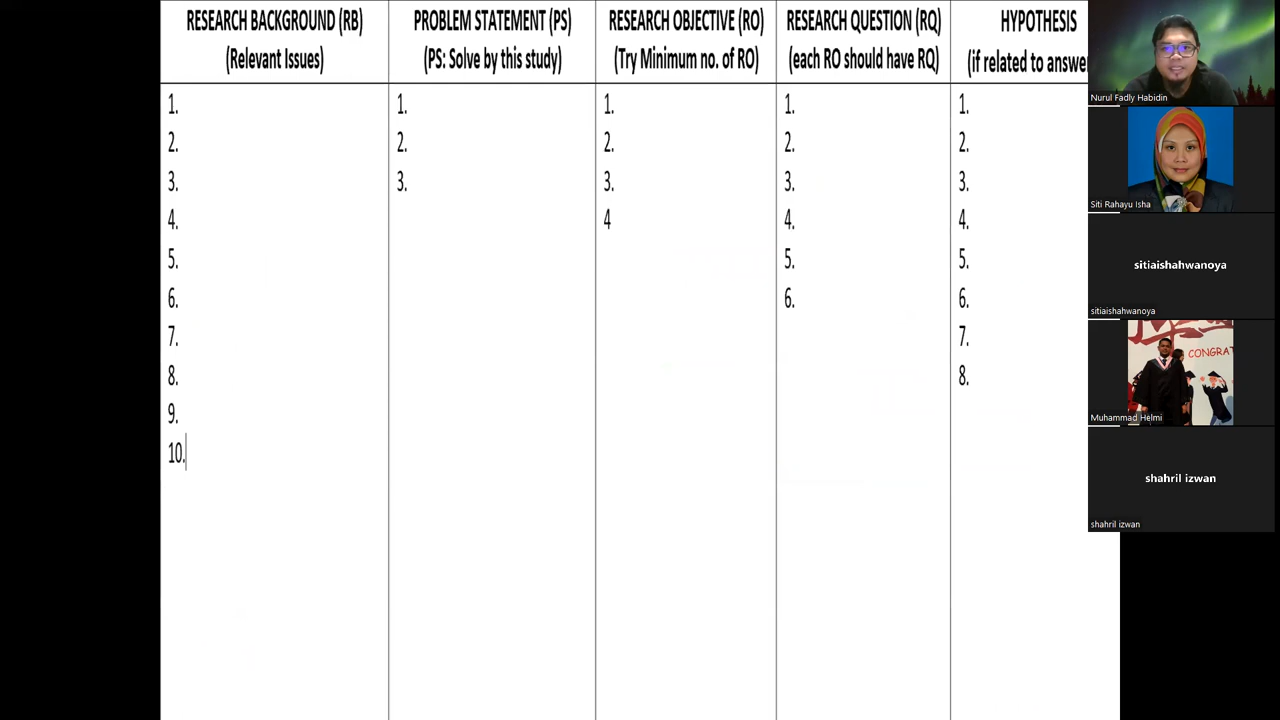 RESEARCH BACKGROUND (RB)
(Relevant Issues)
1.
2.
3.
4.
5.
6.
7.
8.
9.
10.
PROBLEM STATEMENT (PS)
(PS: Solve by this study)
1.
2.
3.
RESEARCH OBJECTIVE (RO)
(Try Minimum no. of RO)
1.
2.
3.
4
RESEARCH QUESTION (RQ)
(each RO should have RQ)
1.
2.
3.
4.
5.
6.
HYPOTHESIS
(if related to answe
1.
2.
3.
4.
5.
6.
7.
8.
Nurul Fadly Habidin
Siti Rahayu Isha
sitiaishahwanoya
sitiaishahwanoya
CONGRAT
Muhammad Helmi
shahril izwan
shahril izwan